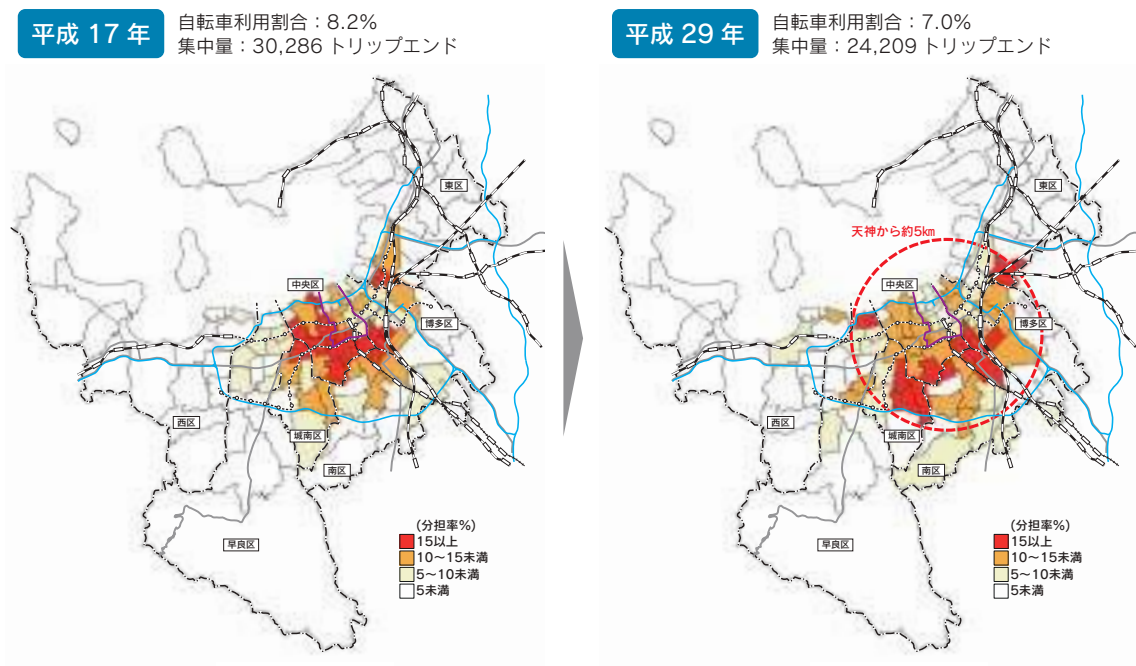 平成 17 年
自転車利用割合：8.2%
集中量：30,286 トリップエンド
東区
中央区
博多区
西区
城南区
南区
早良区
(分担率%)
15以上
10～15未満
5～10未満
5未満
平成 29 年
自転車利用割合：7.0%
集中量：24,209 トリップエンド
東区
天神から約5km
中央区
博多区
西区
城南区
南区
早良区
(分担率%)
15以上
10～15未満
5～10未満
5未満